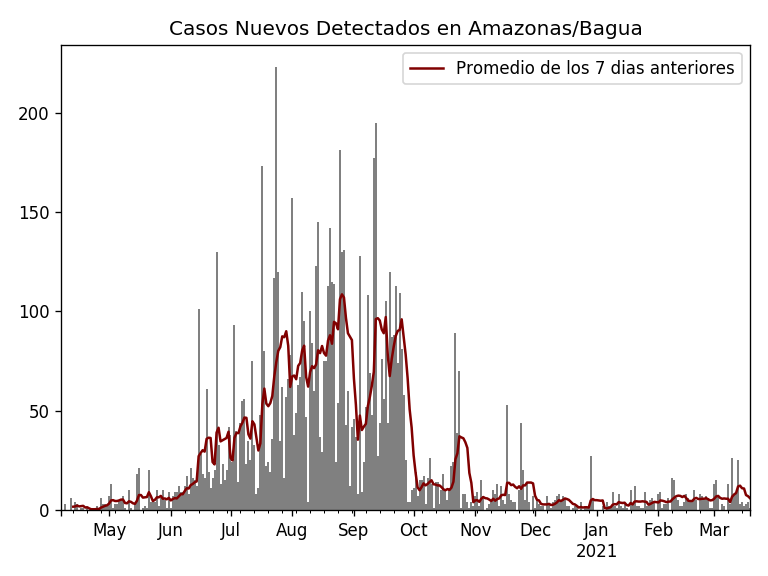 Casos Nuevos Detectados en Amazonas/Bagua
Promedio de los 7 dias anteriores
200
150
100
50
0
May Jun Jul Aug Sep Oct Nov Dec Jan Feb Mar
2021